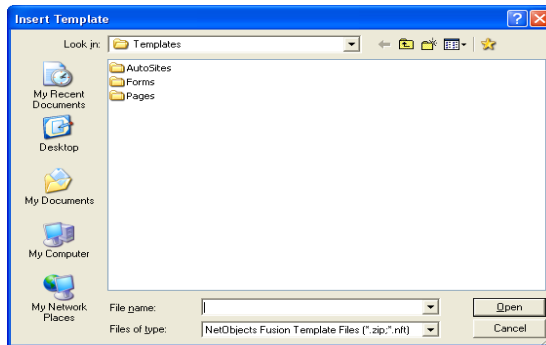 Insert Template
Look in: Templates
AutoSites
Forms
Pages
My Recent
Documents
Desktop
My Documents
My Computer
My Network
Places
File name:
Open
Files of type: NetObjects Fusion Template Files (*.zip;*.nft)
Cancel